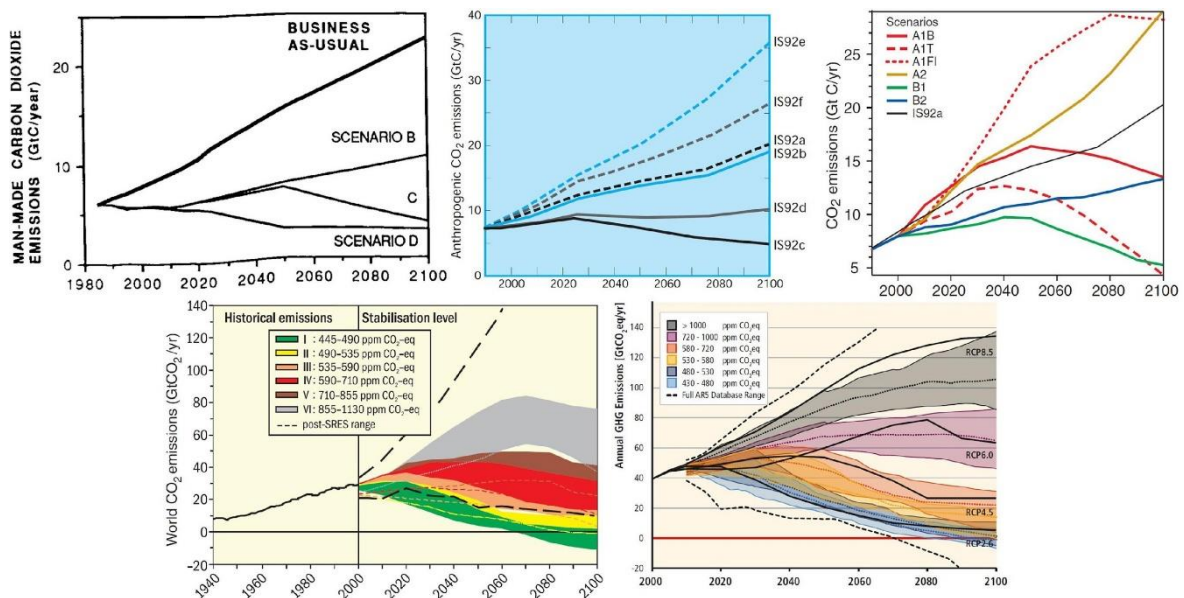 MAN-MADE CARBON DIOXIDE
EMISSIONS (GtC/year)
20
10
0
BUSINESS
AS-USUAL
SCENARIO B
C
SCENARIO D
1980 2000 2020 2040 2060 2080 2100
Anthropogenic CO2 emissions (GtC/yr)
40
30
20
10
0
IS92e
IS92f
IS92a
IS92b
IS92d
IS92c
2000 2020 2040 2060 2080 2100
CO2 emissions (Gt C/yr)
25
20
15
10
5
Scenarios
A1B
A1T
A1FI
A2
B1
B2
IS92a
2000 2020 2040 2060 2080 2100
World CO2 emissions (GtCO2/yr)
140
120
100
80
60
40
20
0
-20
Historical emissions
Stabilisation level
I : 445–490 ppm CO2-eq
II : 490–535 ppm CO2-eq
III: 535–590 ppm CO2-eq
IV: 590–710 ppm CO2-eq
V : 710–855 ppm CO2-eq
VI: 855–1130 ppm CO2-eq
post-SRES range
1940 1960 1980 2000 2020 2040 2060 2080 2100
Annual GHG Emissions [GtCO2eq/yr]
140
120
100
80
60
40
20
0
-20
> 1000 ppm CO2eq
720 - 1000 ppm CO2eq
580 - 720 ppm CO2eq
530 - 580 ppm CO2eq
480 - 530 ppm CO2eq
430 - 480 ppm CO2eq
Full AR5 Database Range
RCP8.5
RCP6.0
RCP4.5
RCP2.6
2000 2020 2040 2060 2080 2100